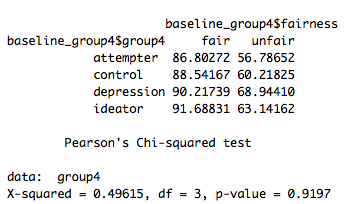 baseline_group4$fairness
baseline_group4$group4 fair unfair
attempter 86.80272 56.78652
control 88.54167 60.21825
depression 90.21739 68.94410
ideator 91.68831 63.14162
Pearson's Chi-squared test
data: group4
X-squared = 0.49615, df = 3, p-value = 0.9197